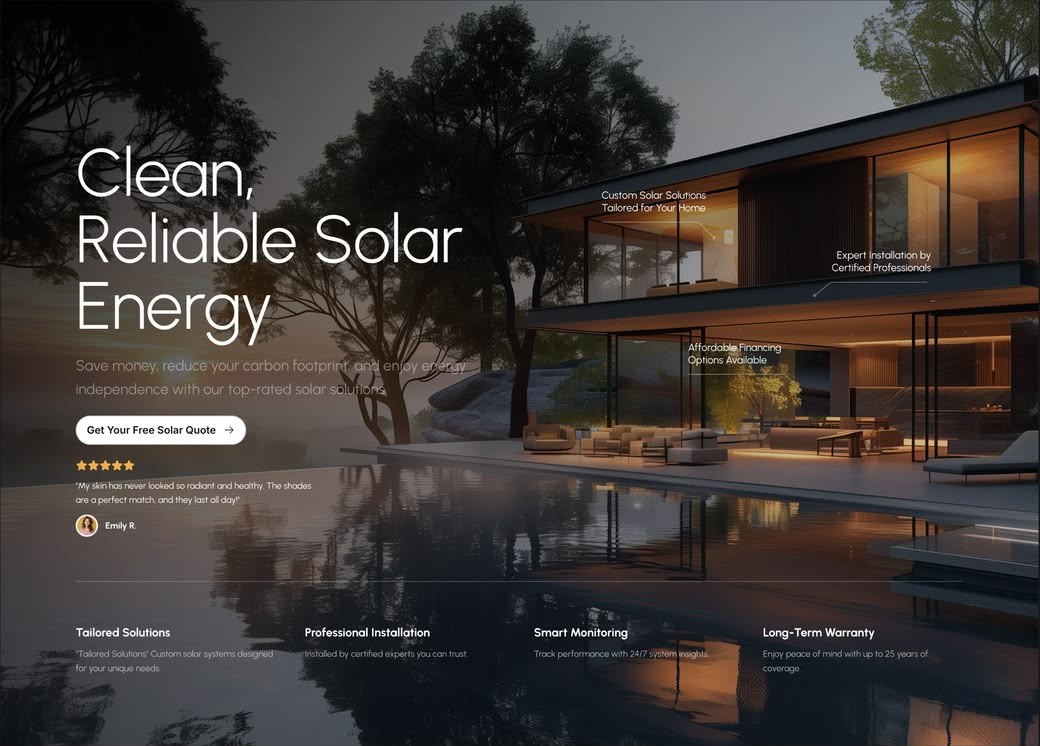 Clean,
Reliable Solar
Energy
Save money, reduce your carbon footprint, and enjoy energy
independence with our top-rated solar solutions
Get Your Free Solar Quote →
"My skin has never looked so radiant and healthy. The shades
are a perfect match, and they last all day!"
Emily R.
Custom Solar Solutions
Tailored for Your Home
Expert Installation by
Certified Professionals
Affordable Financing
Options Available
Tailored Solutions
"Tailored Solutions" Custom solar systems designed
for your unique needs.
Professional Installation
Installed by certified experts you can trust.
Smart Monitoring
Track performance with 24/7 system insights.
Long-Term Warranty
Enjoy peace of mind with up to 25 years of
coverage.